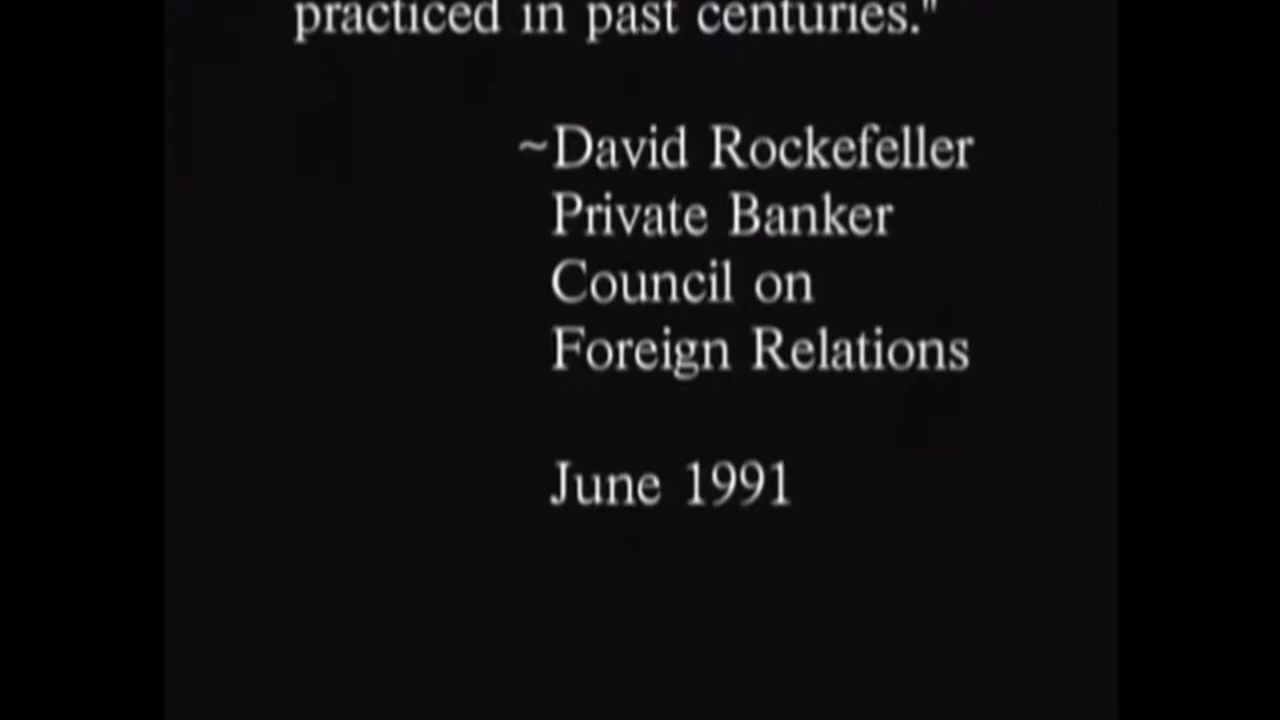 practiced in past centuries."
~David Rockefeller
Private Banker
Council on
Foreign Relations
June 1991